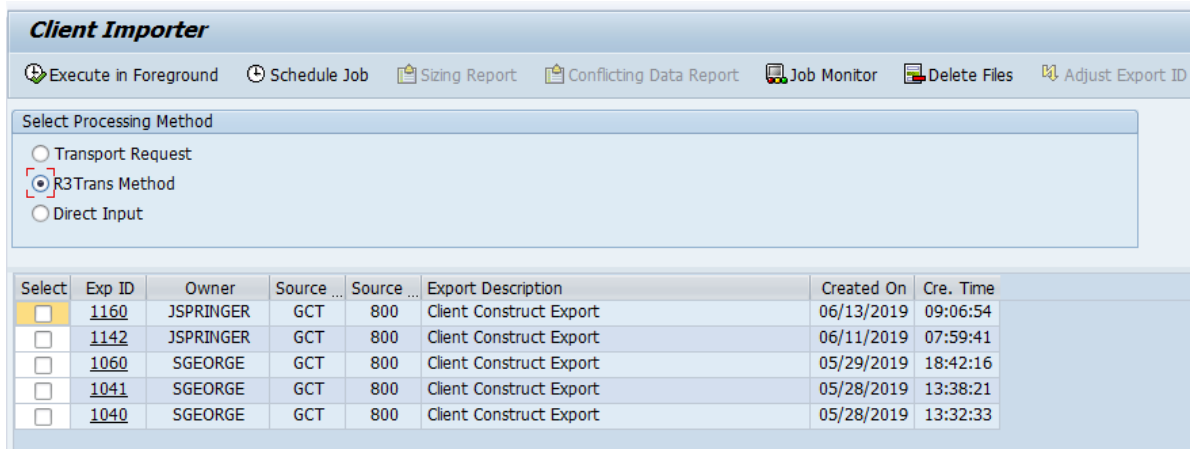 Client Importer
Execute in Foreground Schedule Job Sizing Report Conflicting Data Report Job Monitor Delete Files Adjust Export ID
Select Processing Method
Transport Request
R3Trans Method
Direct Input
Select Exp ID Owner Source ... Source ... Export Description Created On Cre. Time
1160 JSPRINGER GCT 800 Client Construct Export 06/13/2019 09:06:54
1142 JSPRINGER GCT 800 Client Construct Export 06/11/2019 07:59:41
1060 SGEORGE GCT 800 Client Construct Export 05/29/2019 18:42:16
1041 SGEORGE GCT 800 Client Construct Export 05/28/2019 13:38:21
1040 SGEORGE GCT 800 Client Construct Export 05/28/2019 13:32:33